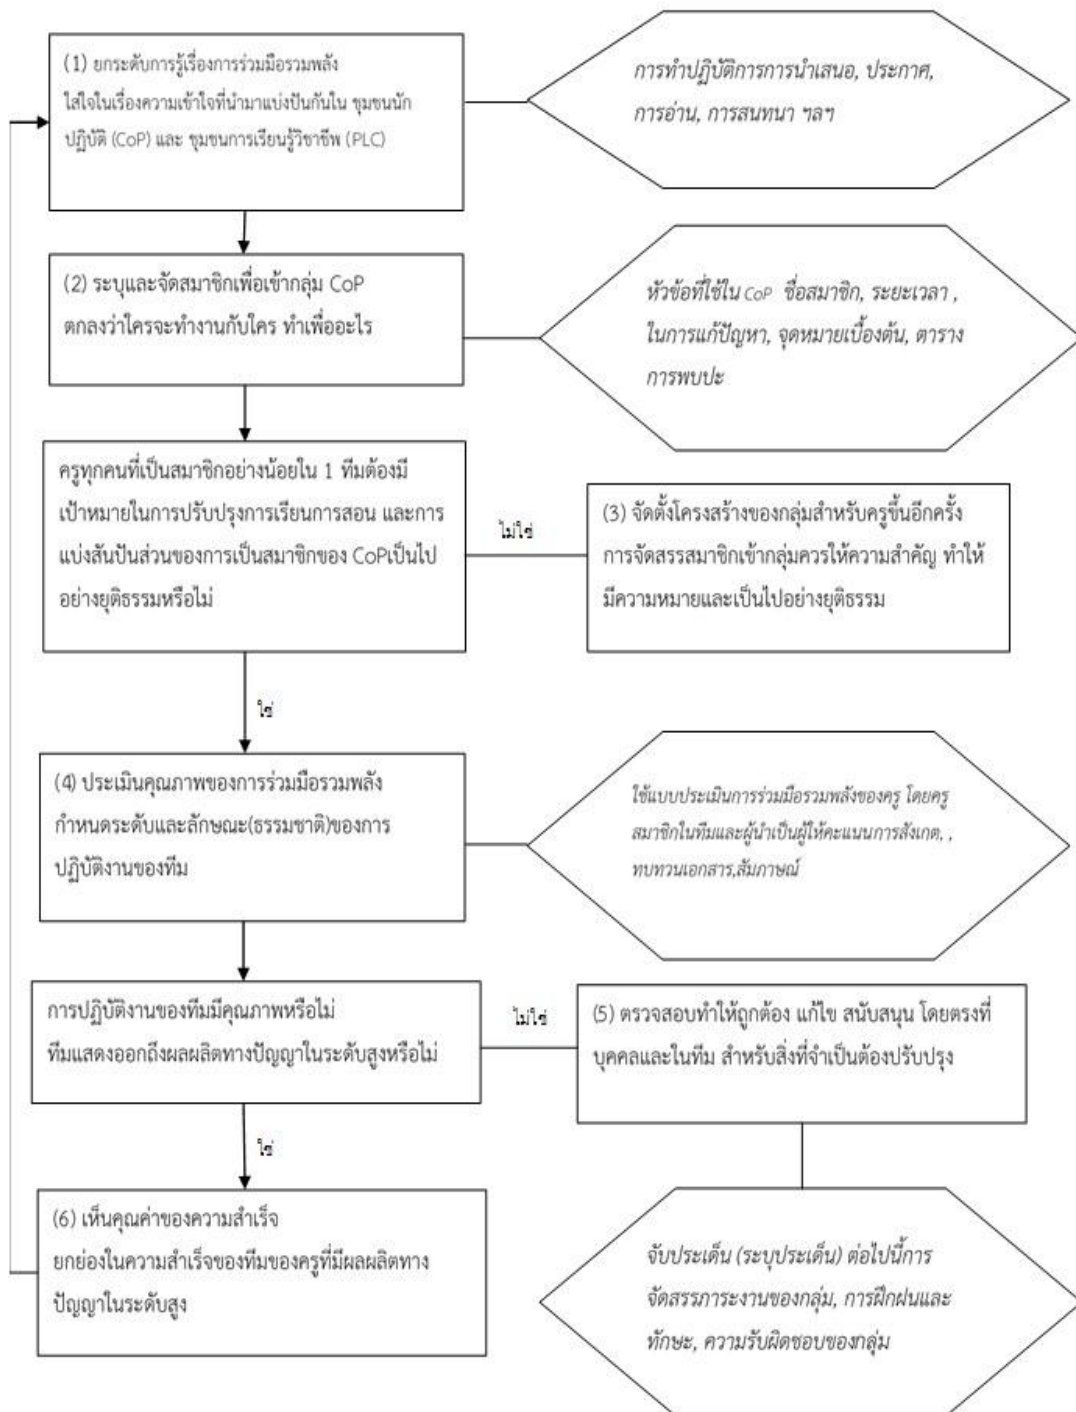 (1) ยกระดับการรู้เรื่องการร่วมมือรวมพลัง
ใส่ใจในเรื่องความเข้าใจที่นำมาแบ่งปันกันใน ชุมชนนัก
ปฏิบัติ (CoP) และ ชุมชนการเรียนรู้วิชาชีพ (PLC)
การทำปฏิบัติการการนำเสนอ, ประกาศ,
การอ่าน, การสนทนา ฯลฯ
(2) ระบุและจัดสมาชิกเพื่อเข้ากลุ่ม CoP
ตกลงว่าใครจะทำงานกับใคร ทำเพื่ออะไร
หัวข้อที่ใช้ใน CoP ชื่อสมาชิก, ระยะเวลา ,
ในการแก้ปัญหา, จุดหมายเบื้องต้น, ตาราง
การพบปะ
ครูทุกคนที่เป็นสมาชิกอย่างน้อยใน 1 ทีมต้องมี
เป้าหมายในการปรับปรุงการเรียนการสอน และการ
แบ่งสันปันส่วนของการเป็นสมาชิกของ CoPเป็นไป
อย่างยุติธรรมหรือไม่
ไม่ใช่
(3) จัดตั้งโครงสร้างของกลุ่มสำหรับครูขึ้นอีกครั้ง
การจัดสรรสมาชิกเข้ากลุ่มควรให้ความสำคัญ ทำให้
มีความหมายและเป็นไปอย่างยุติธรรม
ใช่
(4) ประเมินคุณภาพของการร่วมมือรวมพลัง
กำหนดระดับและลักษณะ(ธรรมชาติ)ของการ
ปฏิบัติงานของทีม
ใช้แบบประเมินการร่วมมือรวมพลังของครู โดยครู
สมาชิกในทีมและผู้นำเป็นผู้ให้คะแนนการสังเกต, ,
ทบทวนเอกสาร,สัมภาษณ์
การปฏิบัติงานของทีมมีคุณภาพหรือไม่
ทีมแสดงออกถึงผลผลิตทางปัญญาในระดับสูงหรือไม่
ไม่ใช่
(5) ตรวจสอบทำให้ถูกต้อง แก้ไข สนับสนุน โดยตรงที่
บุคคลและในทีม สำหรับสิ่งที่จำเป็นต้องปรับปรุง
ใช่
(6) เห็นคุณค่าของความสำเร็จ
ยกย่องในความสำเร็จของทีมของครูที่มีผลผลิตทาง
ปัญญาในระดับสูง
จับประเด็น (ระบุประเด็น) ต่อไปนี้การ
จัดสรรภาระงานของกลุ่ม, การฝึกฝนและ
ทักษะ, ความรับผิดชอบของกลุ่ม